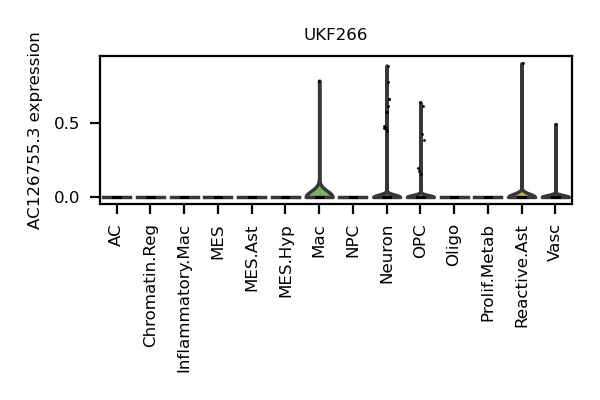 UKF266
AC126755.3 expression
0.5
0.0
AC
Chromatin.Reg
Inflammatory.Mac
MES
MES.Ast
MES.Hyp
Mac
NPC
Neuron
OPC
Oligo
Prolif.Metab
Reactive.Ast
Vasc